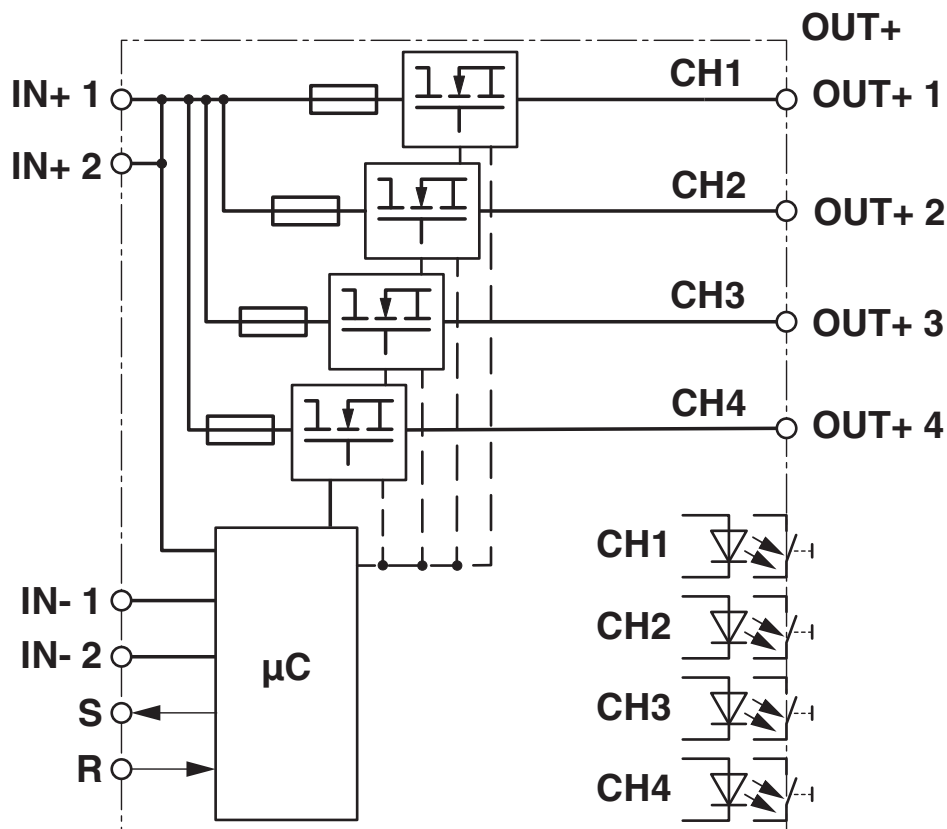 OUT+
IN+ 1
CH1
OUT+ 1
IN+ 2
CH2
OUT+ 2
CH3
OUT+ 3
CH4
OUT+ 4
CH1
IN- 1
CH2
IN- 2
µC
S
CH3
R
CH4